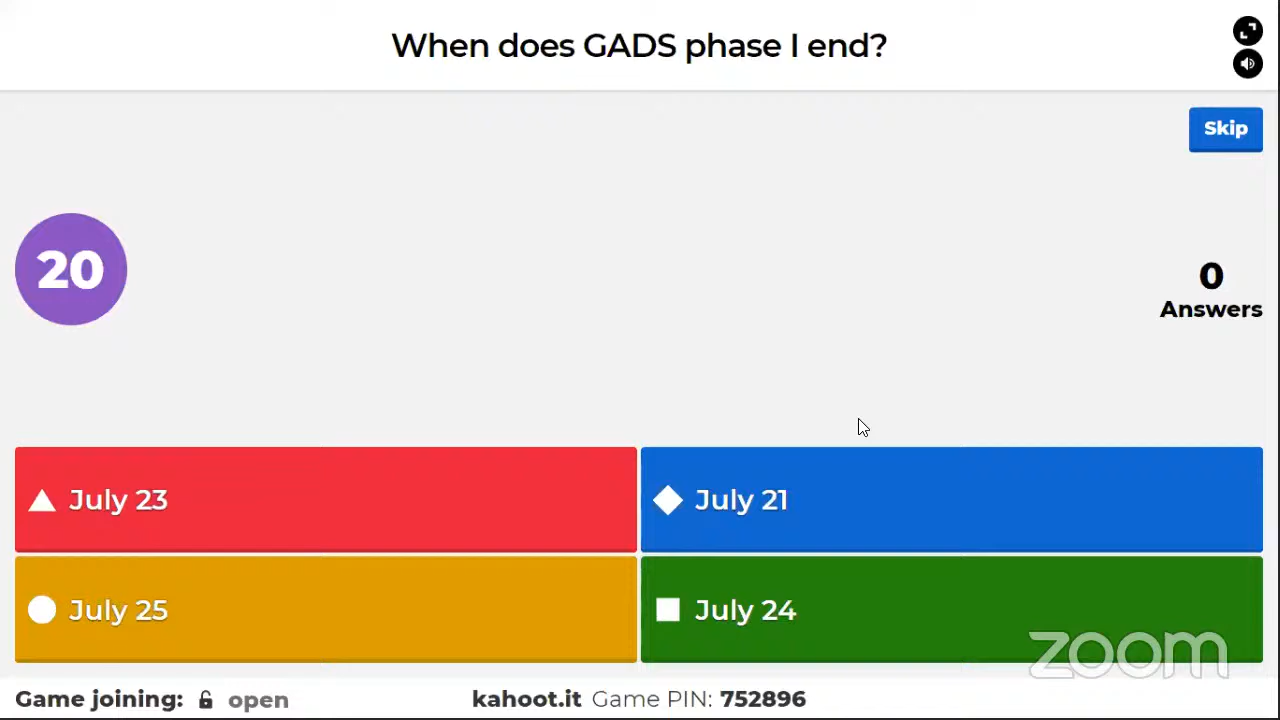 When does GADS phase I end?
Skip
20
0
Answers
July 23
July 21
July 25
July 24
zoom
Game joining: open
kahoot.it Game PIN: 752896